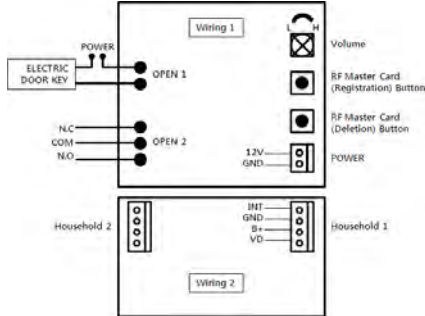 Wiring 1
L H
Volume
POWER
ELECTRIC
DOOR KEY
OPEN 1
RF Master Card
(Registration) Button
RF Master Card
(Deletion) Button
N.C
COM
N.O
OPEN 2
12V
GND
POWER
Household 2
INT
GND
B+
VD
Household 1
Wiring 2